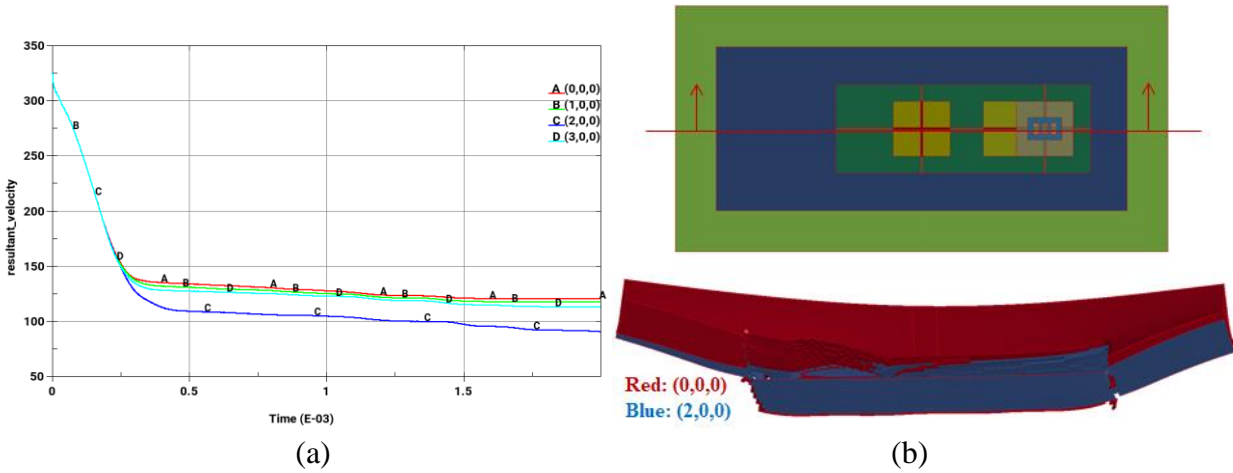 350
300
250
200
150
100
50
resultant_velocity
A (0,0,0)
B (1,0,0)
C (2,0,0)
D (3,0,0)
B
C
D
A B D A B D A B D A B D A
C C C C
0 0.5 1 1.5
Time (E-03)
(a)
Red: (0,0,0)
Blue: (2,0,0)
(b)